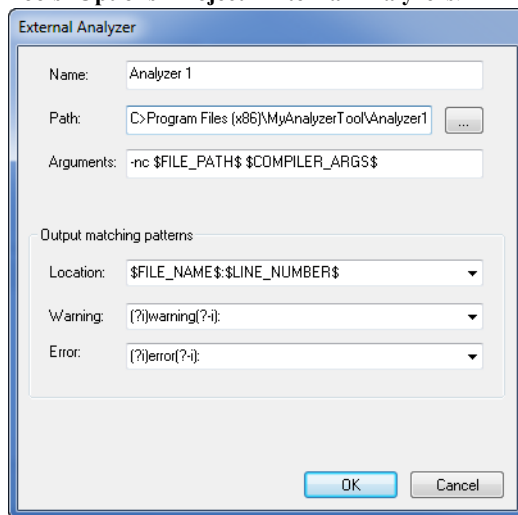 External Analyzer
Name: Analyzer 1
Path: C>Program Files (x86)\MyAnalyzerTool\Analyzer1 ...
Arguments: -nc $FILE_PATH$ $COMPILER_ARGS$
Output matching patterns
Location: $FILE_NAME$:$LINE_NUMBER$
Warning: (?i)warning(?-i):
Error: (?i)error(?-i):
OK Cancel